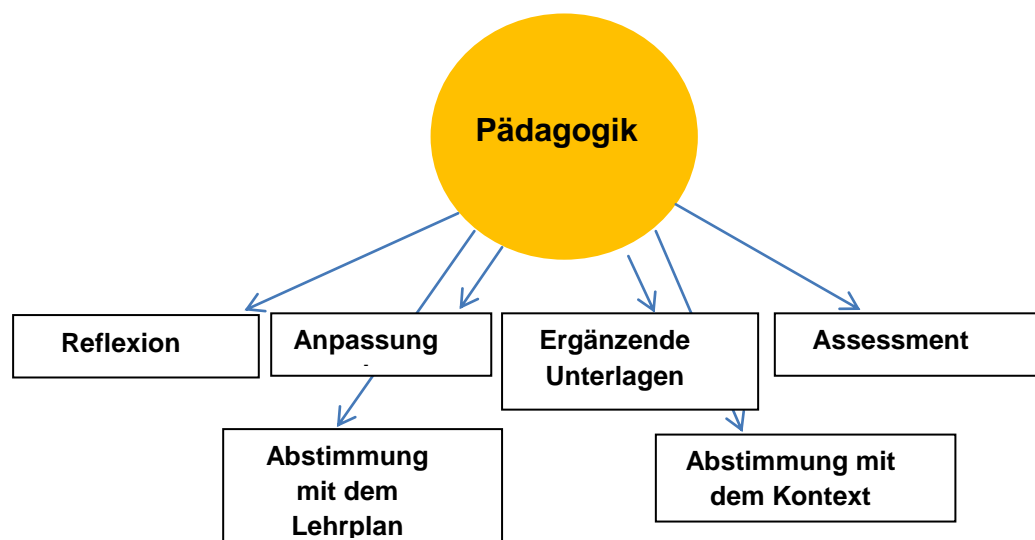 Pädagogik
Reflexion
Anpassung
Ergänzende
Unterlagen
Assessment
Abstimmung
mit dem
Lehrplan
Abstimmung mit
dem Kontext